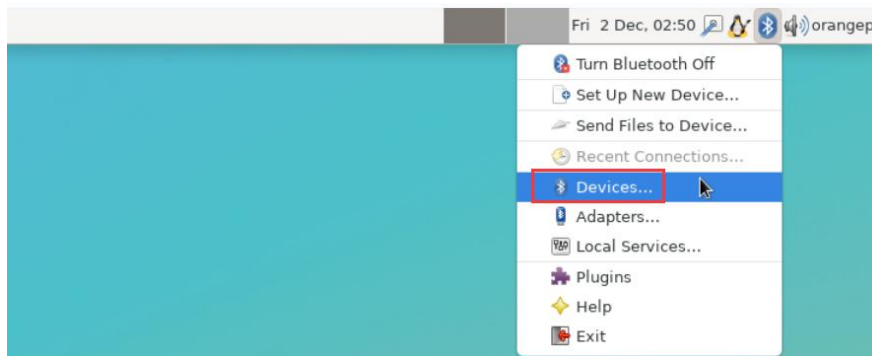 Fri 2 Dec, 02:50 orangep
Turn Bluetooth Off
Set Up New Device...
Send Files to Device...
Recent Connections...
Devices...
Adapters...
Local Services...
Plugins
Help
Exit